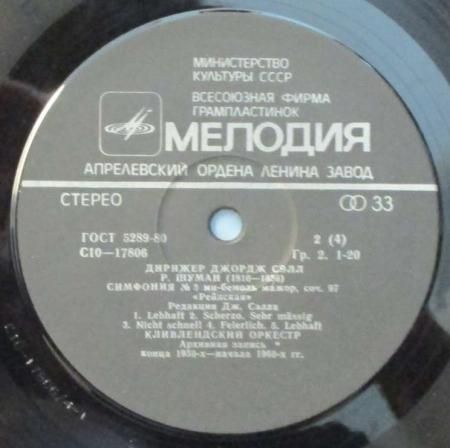 МИНИСТЕРСТВО
КУЛЬТУРЫ СССР
ВСЕСОЮЗНАЯ ФИРМА
ГРАМПЛАСТИНОК
МЕЛОДИЯ
АПРЕЛЕВСКИЙ ОРДЕНА ЛЕНИНА ЗАВОД
СТЕРЕО 33
ГОСТ 5289-80 2 (4)
С10—17806 Гр. 2. 1-20
ДИРИЖЕР ДЖОРДЖ СЭЛЛ
Р. ШУМАН (1810—1856)
СИМФОНИЯ № 3 ми-бемоль мажор, соч. 97
«Рейнская»
Редакция Дж. Сэлла
1. Lebhaft 2. Scherzo. Sehr mässig
3. Nicht schnell 4. Feierlich. 5. Lebhaft
КЛИВЛЕНДСКИЙ ОРКЕСТР
Архивная запись
конца 1950-х—начала 1960-х гг.